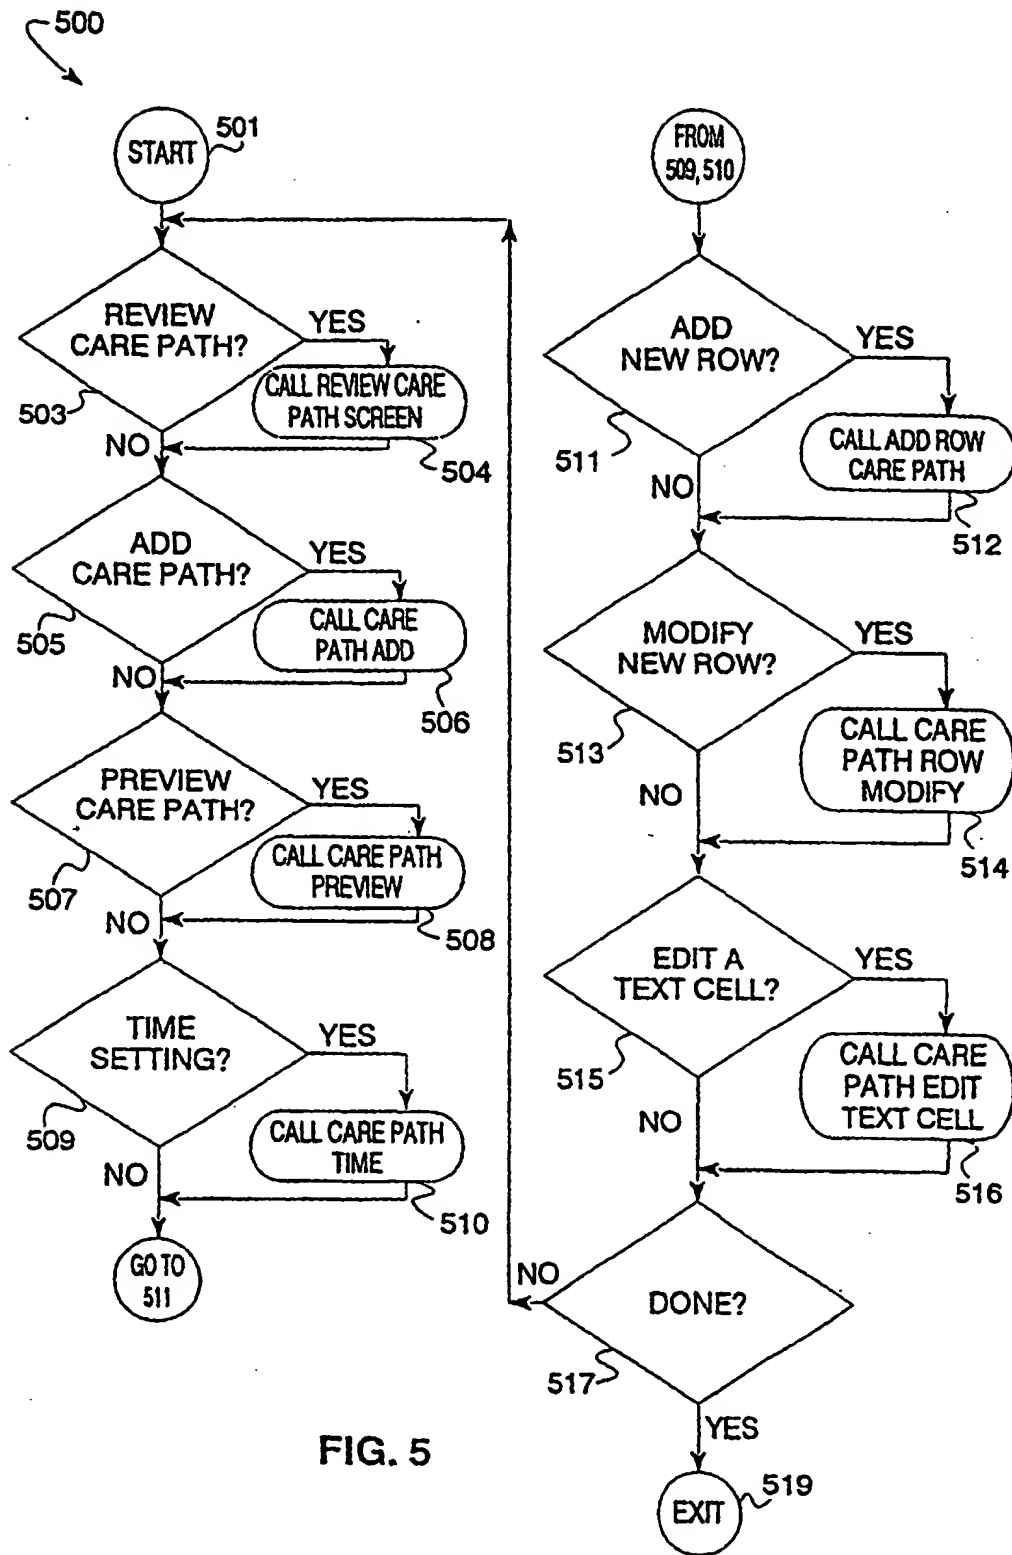 500
START
501
REVIEW
CARE PATH?
YES
503
CALL REVIEW CARE
PATH SCREEN
NO
504
ADD
CARE PATH?
YES
505
CALL CARE
PATH ADD
NO
506
PREVIEW
CARE PATH?
YES
507
CALL CARE PATH
PREVIEW
NO
508
TIME
SETTING?
YES
509
CALL CARE PATH
TIME
NO
510
GO TO
511
FROM
509, 510
ADD
NEW ROW?
YES
511
CALL ADD ROW
CARE PATH
NO
512
MODIFY
NEW ROW?
YES
513
CALL CARE
PATH ROW
MODIFY
NO
514
EDIT A
TEXT CELL?
YES
515
CALL CARE
PATH EDIT
TEXT CELL
NO
516
NO
DONE?
517
YES
EXIT
519
FIG. 5